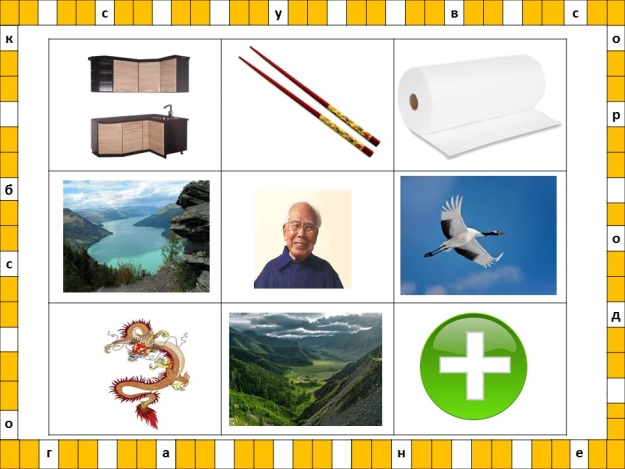 с у в с
к о
р
б
о
с
д
о
г а н е